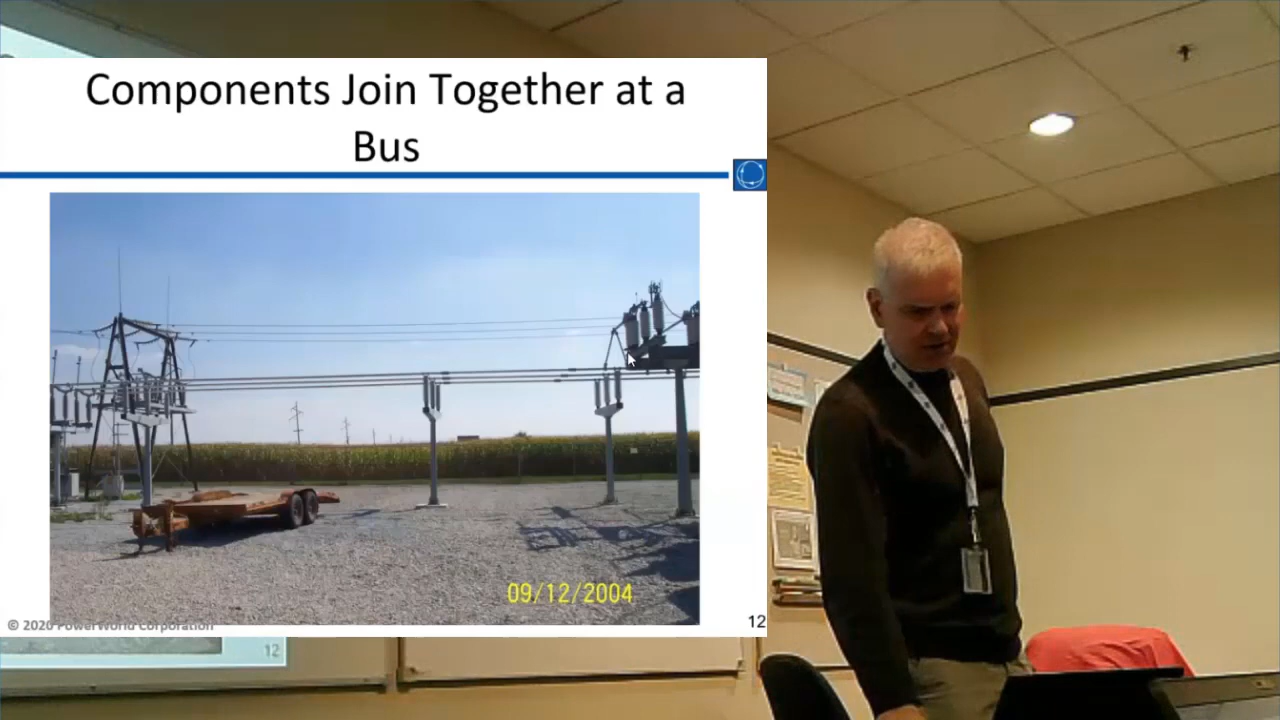 Components Join Together at a
Bus
09/12/2004
© 2020 PowerWorld Corporation
12
12